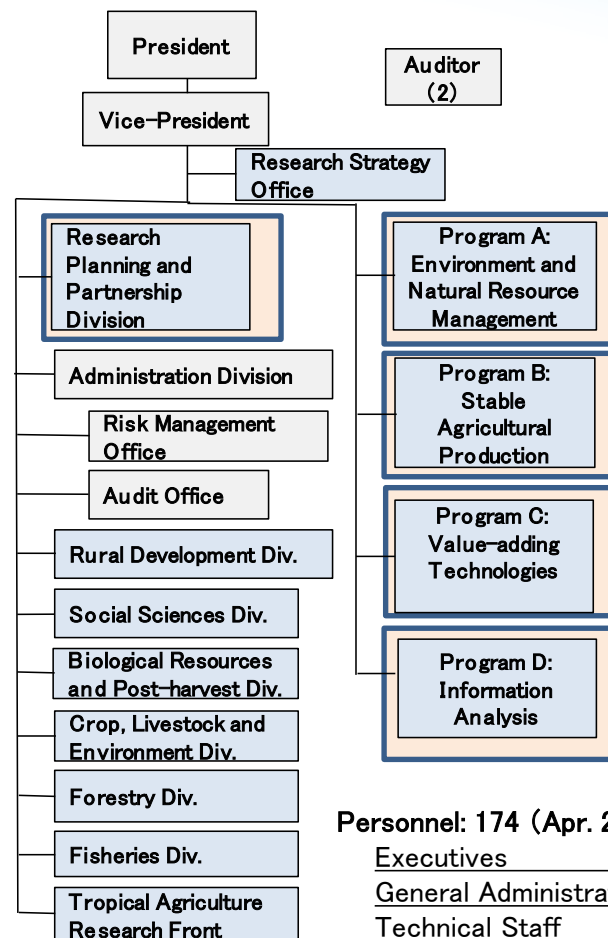 President
Auditor
(2)
Vice-President
Research Strategy
Office
Research
Planning and
Partnership
Division
Administration Division
Risk Management
Office
Audit Office
Rural Development Div.
Social Sciences Div.
Biological Resources
and Post-harvest Div.
Crop, Livestock and
Environment Div.
Forestry Div.
Fisheries Div.
Tropical Agriculture
Research Front
Program A:
Environment and
Natural Resource
Management
Program B:
Stable
Agricultural
Production
Program C:
Value-adding
Technologies
Program D:
Information
Analysis
Personnel: 174 (Apr.
Executives
General
Technical Staff